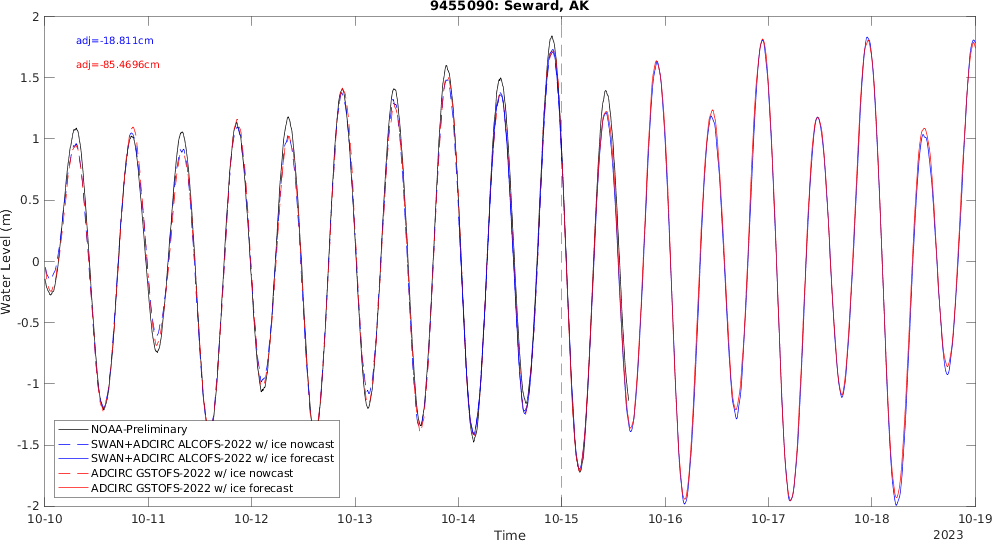 9455090: Seward, AK
adj=-18.811cm
adj=-85.4696cm
Water Level (m)
2
1.5
1
0.5
0
-0.5
-1
-1.5
-2
NOAA-Preliminary
SWAN+ADCIRC ALCOFS-2022 w/ ice nowcast
SWAN+ADCIRC ALCOFS-2022 w/ ice forecast
ADCIRC GSTOFS-2022 w/ ice nowcast
ADCIRC GSTOFS-2022 w/ ice forecast
10-10 10-11 10-12 10-13 10-14 10-15 10-16 10-17 10-18 10-19
Time
2023